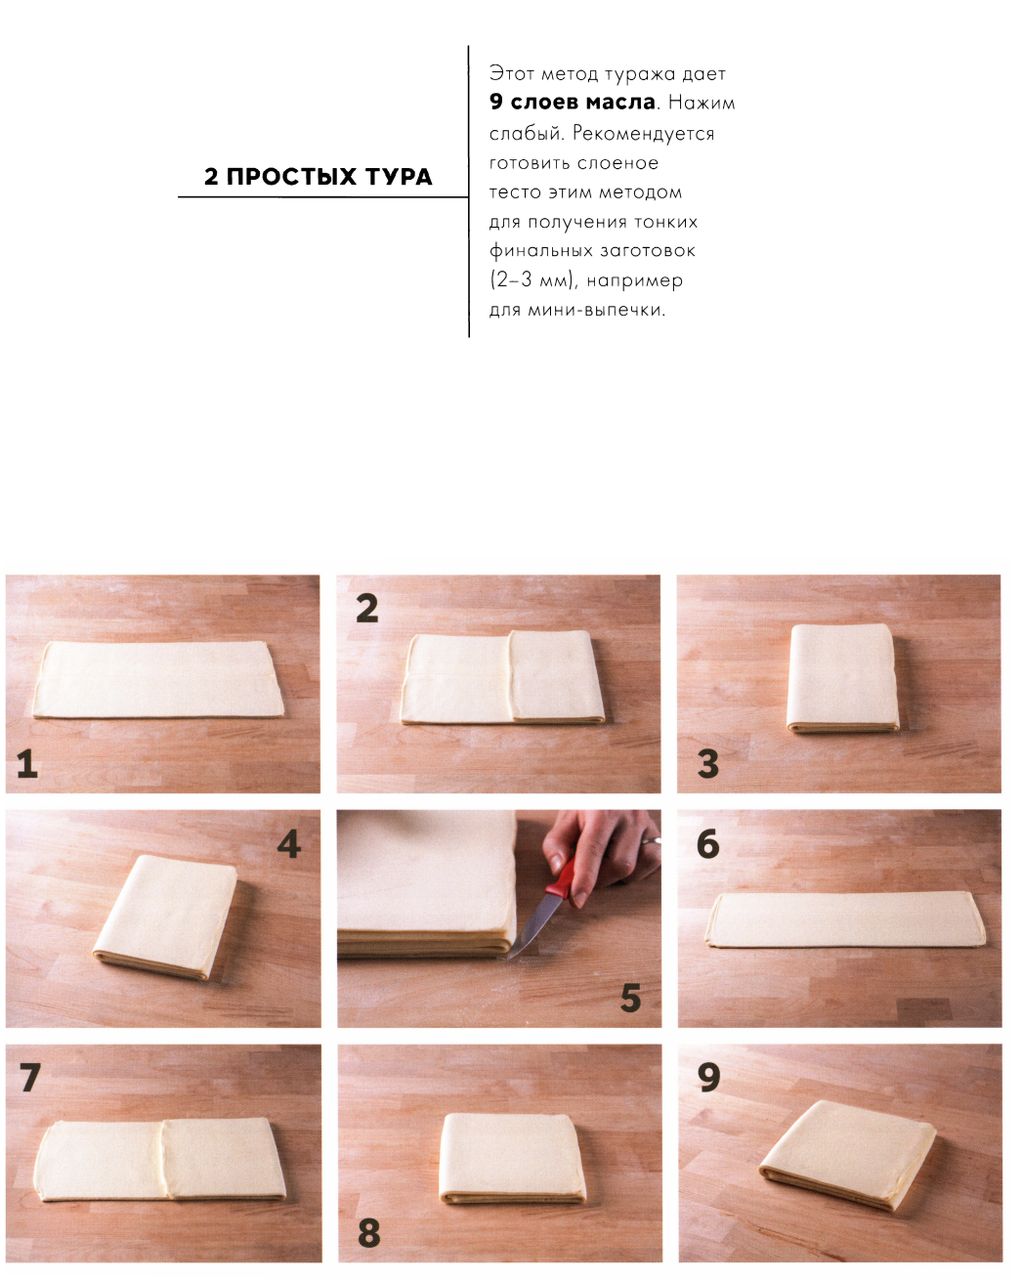 2 ПРОСТЫХ ТУРА
Этот метод туража дает
9 слоев масла. Нажим
слабый. Рекомендуется
готовить слоеное
тесто этим методом
для получения тонких
финальных заготовок
(2–3 мм), например
для мини-выпечки.
1
2
3
4
5
6
7
8
9